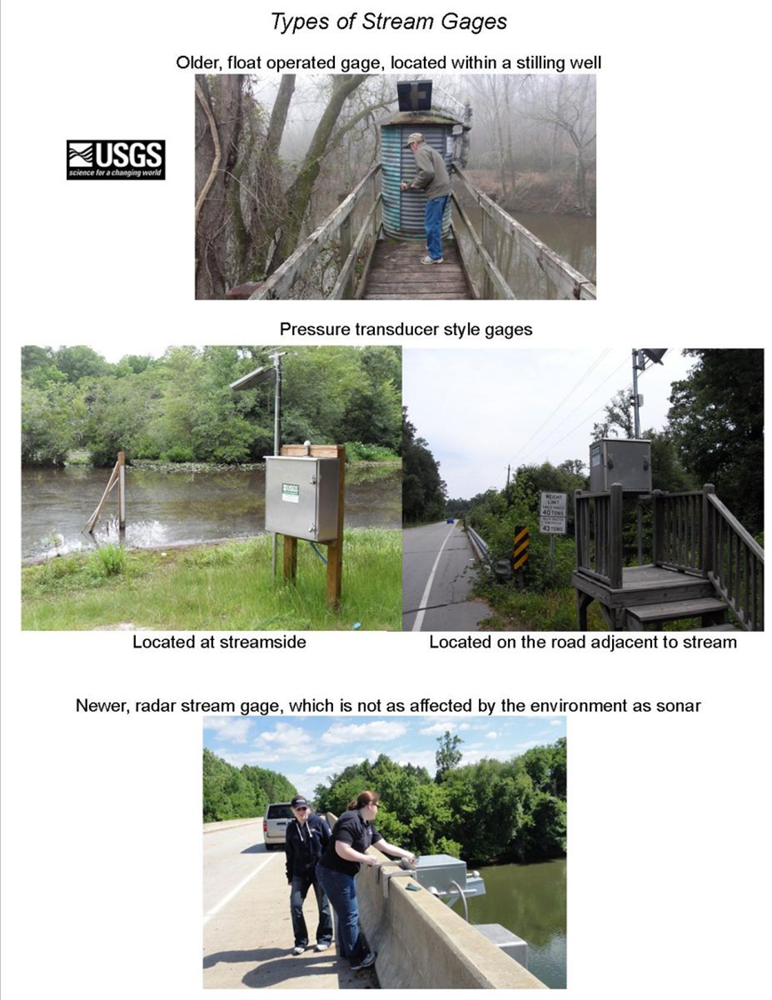 Types of Stream Gages
Older, float operated gage, located within a stilling well
USGS
science for a changing world
Pressure transducer style gages
USGS
WEIGHT
LIMIT
40 TONS
43 TONS
Located at streamside
Located on the road adjacent to stream
Newer, radar stream gage, which is not as affected by the environment as sonar